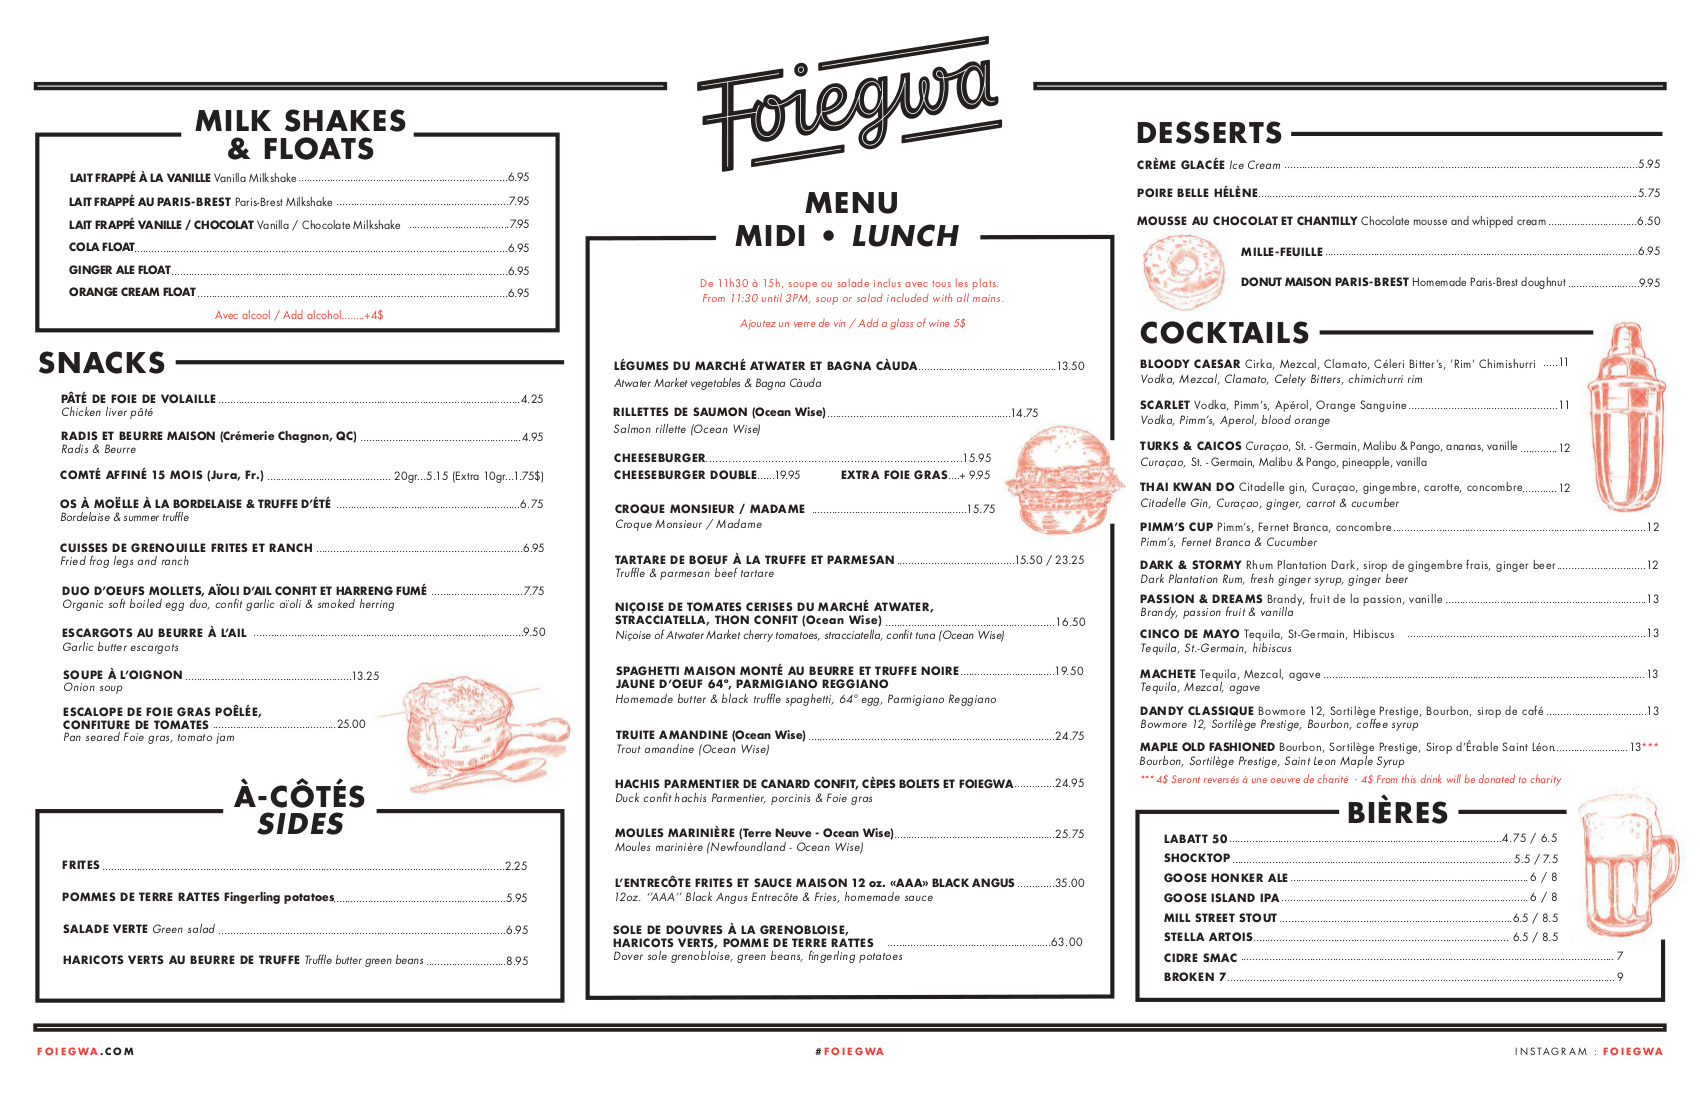 Foiegwa
MILK SHAKES
& FLOATS
LAIT FRAPPÉ À LA VANILLE Vanilla Milkshake 6.95
LAIT FRAPPÉ AU PARIS-BREST Paris-Brest Milkshake 7.95
LAIT FRAPPÉ VANILLE / CHOCOLAT Vanilla / Chocolate Milkshake 7.95
COLA FLOAT 6.95
GINGER ALE FLOAT 6.95
ORANGE CREAM FLOAT 6.95
Avec alcool / Add alcohol........+4$
SNACKS
PÂTÉ DE FOIE DE VOLAILLE 4.25
Chicken liver pâté
RADIS ET BEURRE MAISON (Crémerie Chagnon, QC) 4.95
Radis & Beurre
COMTÉ AFFINÉ 15 MOIS (Jura, Fr.) 20gr...5.15 (Extra 10gr...1.75$)
OS À MOËLLE À LA BORDELAISE & TRUFFE D'ÉTÉ 6.75
Bordelaise & summer truffle
CUISSES DE GRENOUILLE FRITES ET RANCH 6.95
Fried frog legs and ranch
DUO D'OEUFS MOLLETS, AÏOLI D'AIL CONFIT ET HARRENG FUMÉ 7.75
Organic soft boiled egg duo, confit garlic aïoli & smoked herring
ESCARGOTS AU BEURRE À L'AIL 9.50
Garlic butter escargots
SOUPE À L'OIGNON 13.25
Onion soup
ESCALOPE DE FOIE GRAS POÊLÉE,
CONFITURE DE TOMATES 25.00
Pan seared Foie gras, tomato jam
À-CÔTÉS
SIDES
FRITES 2.25
POMMES DE TERRE RATTES Fingerling potatoes 5.95
SALADE VERTE Green salad 6.95
HARICOTS VERTS AU BEURRE DE TRUFFE Truffle butter green beans 8.95
MENU
MIDI • LUNCH
De 11h30 à 15h, soupe ou salade inclus avec tous les plats.
From 11:30 until 3PM, soup or salad included with all mains.
Ajoutez un verre de vin / Add a glass of wine 5$
LÉGUMES DU MARCHÉ ATWATER ET BAGNA CÀUDA 13.50
Atwater Market vegetables & Bagna Càuda
RILLETTES DE SAUMON (Ocean Wise) 14.75
Salmon rillette (Ocean Wise)
CHEESEBURGER 15.95
CHEESEBURGER DOUBLE......19.95 EXTRA FOIE GRAS....+ 9.95
CROQUE MONSIEUR / MADAME 15.75
Croque Monsieur / Madame
TARTARE DE BOEUF À LA TRUFFE ET PARMESAN 15.50 / 23.25
Truffle & parmesan beef tartare
NIÇOISE DE TOMATES CERISES DU MARCHÉ ATWATER,
STRACCIATELLA, THON CONFIT (Ocean Wise) 16.50
Niçoise of Atwater Market cherry tomatoes, stracciatella, confit tuna (Ocean Wise)
SPAGHETTI MAISON MONTÉ AU BEURRE ET TRUFFE NOIRE 19.50
JAUNE D'OEUF 64°, PARMIGIANO REGGIANO
Homemade butter & black truffle spaghetti, 64° egg, Parmigiano Reggiano
TRUITE AMANDINE (Ocean Wise) 24.75
Trout amandine (Ocean Wise)
HACHIS PARMENTIER DE CANARD CONFIT, CÈPES BOLETS ET FOIEGWA 24.95
Duck confit hachis Parmentier, porcinis & Foie gras
MOULES MARINIÈRE (Terre Neuve - Ocean Wise) 25.75
Moules marinière (Newfoundland - Ocean Wise)
L'ENTRECÔTE FRITES ET SAUCE MAISON 12 oz. «AAA» BLACK ANGUS 35.00
12oz. "AAA" Black Angus Entrecôte & Fries, homemade sauce
SOLE DE DOUVRES À LA GRENOBLOISE,
HARICOTS VERTS, POMME DE TERRE RATTES 63.00
Dover sole grenobloise, green beans, fingerling potatoes
DESSERTS
CRÈME GLACÉE Ice Cream 5.95
POIRE BELLE HÉLÈNE 5.75
MOUSSE AU CHOCOLAT ET CHANTILLY Chocolate mousse and whipped cream 6.50
MILLE-FEUILLE 6.95
DONUT MAISON PARIS-BREST Homemade Paris-Brest doughnut 9.95
COCKTAILS
BLOODY CAESAR Cirka, Mezcal, Clamato, Céleri Bitter's, 'Rim' Chimishurri 11
Vodka, Mezcal, Clamato, Celety Bitters, chimichurri rim
SCARLET Vodka, Pimm's, Apérol, Orange Sanguine 11
Vodka, Pimm's, Aperol, blood orange
TURKS & CAICOS Curaçao, St. - Germain, Malibu & Pango, ananas, vanille 12
Curaçao, St. - Germain, Malibu & Pango, pineapple, vanilla
THAI KWAN DO Citadelle gin, Curaçao, gingembre, carotte, concombre 12
Citadelle Gin, Curaçao, ginger, carrot & cucumber
PIMM'S CUP Pimm's, Fernet Branca, concombre 12
Pimm's, Fernet Branca & Cucumber
DARK & STORMY Rhum Plantation Dark, sirop de gingembre frais, ginger beer 12
Dark Plantation Rum, fresh ginger syrup, ginger beer
PASSION & DREAMS Brandy, fruit de la passion, vanille 13
Brandy, passion fruit & vanilla
CINCO DE MAYO Tequila, St-Germain, Hibiscus 13
Tequila, St.-Germain, hibiscus
MACHETE Tequila, Mezcal, agave 13
Tequila, Mezcal, agave
DANDY CLASSIQUE Bowmore 12, Sortilège Prestige, Bourbon, sirop de café 13
Bowmore 12, Sortilège Prestige, Bourbon, coffee syrup
MAPLE OLD FASHIONED Bourbon, Sortilège Prestige, Sirop d'Érable Saint Léon 13***
Bourbon, Sortilège Prestige, Saint Leon Maple Syrup
*** 4$ Seront reversés à une oeuvre de charité - 4$ From this drink will be donated to charity
BIÈRES
LABATT 50 4.75 / 6.5
SHOCKTOP 5.5 / 7.5
GOOSE HONKER ALE 6 / 8
GOOSE ISLAND IPA 6 / 8
MILL STREET STOUT 6.5 / 8.5
STELLA ARTOIS 6.5 / 8.5
CIDRE SMAC 7
BROKEN 7 9
FOIEGWA.COM
#FOIEGWA
INSTAGRAM : FOIEGWA